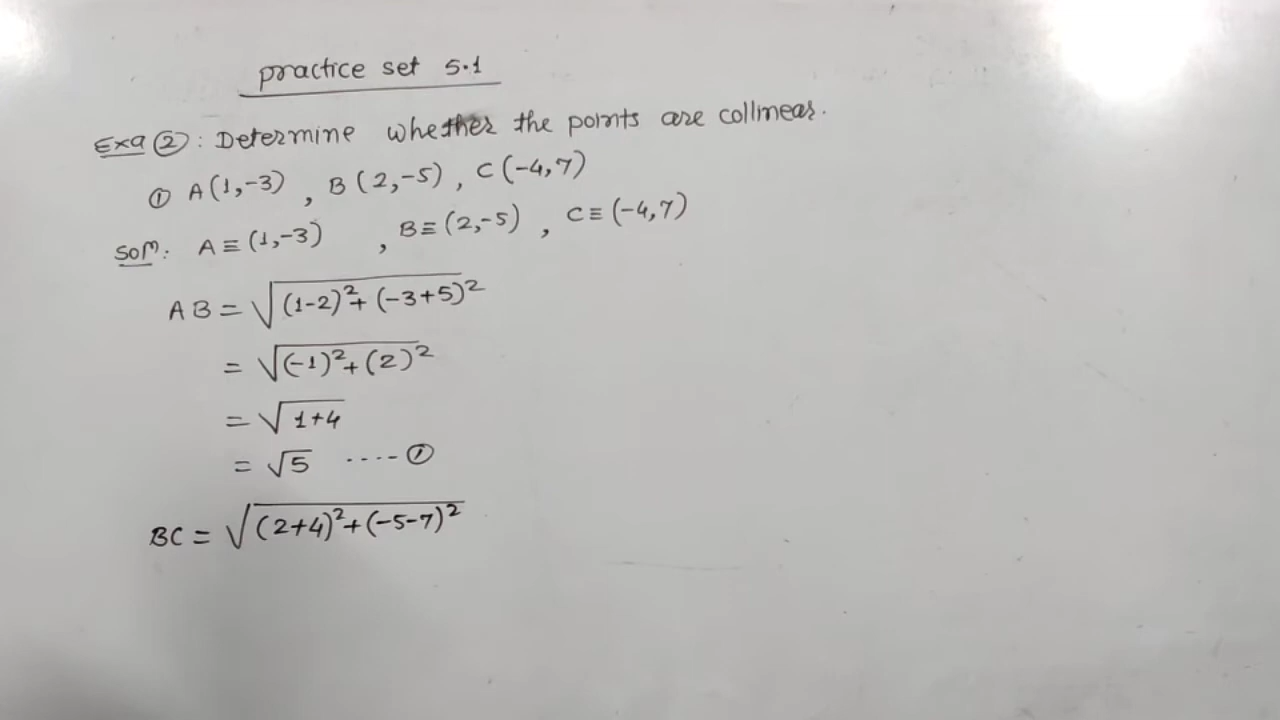 practice set 5.1
Exa ②: Determine whether the points are collinear.
① A(1,-3) , B(2,-5) , C(-4,7)
Soln: A ≡ (1,-3) , B ≡ (2,-5) , C ≡ (-4,7)
AB = √((1-2)² + (-3+5)²)
= √((-1)² + (2)²)
= √(1+4)
= √5 ....①
BC = √((2+4)² + (-5-7)²)